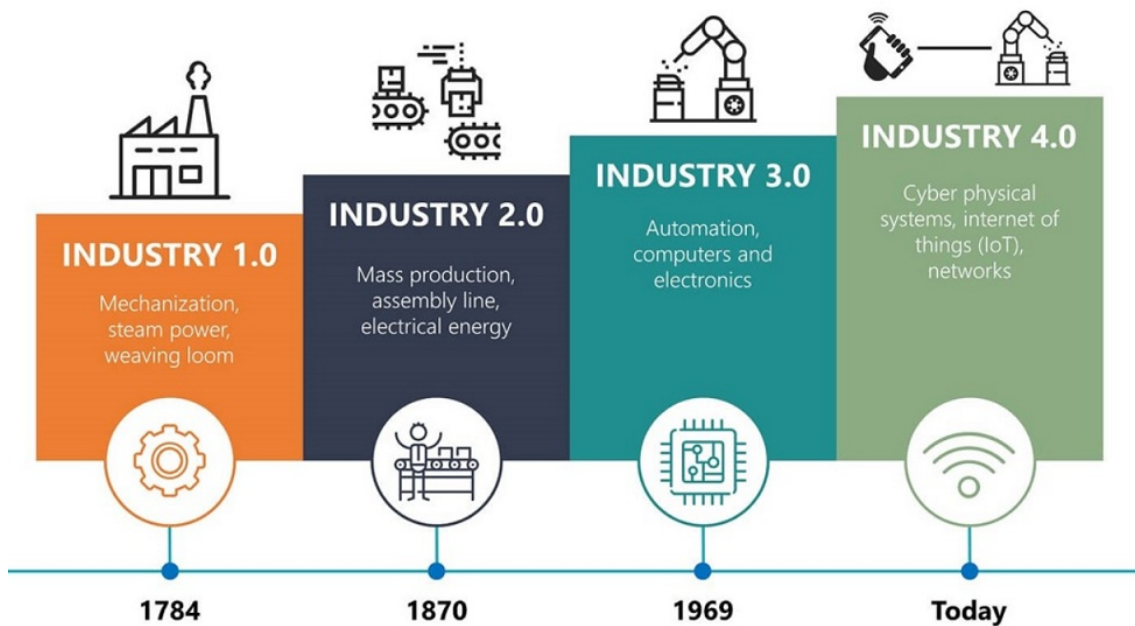 INDUSTRY 1.0
Mechanization,
steam power,
weaving loom
INDUSTRY 2.0
Mass production,
assembly line,
electrical energy
INDUSTRY 3.0
Automation,
computers and
electronics
INDUSTRY 4.0
Cyber physical
systems, internet of
things (IoT),
networks
1784
1870
1969
Today